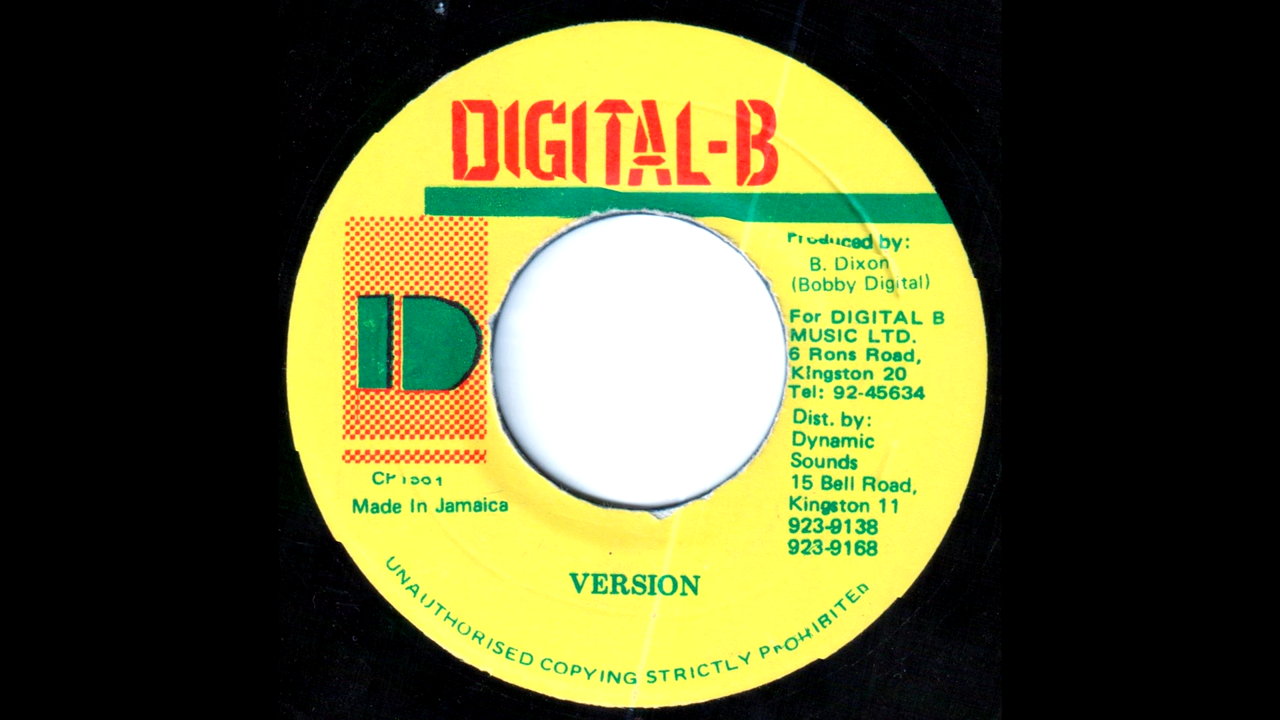 DIGITAL-B
Produced by:
B. Dixon
(Bobby Digital)
For DIGITAL B
MUSIC LTD.
6 Rons Road,
Kingston 20
Tel: 92-45634
Dist. by:
Dynamic
Sounds
15 Bell Road,
Kingston 11
923-9138
923-9168
D
Made In Jamaica
VERSION
UNAUTHORISED COPYING STRICTLY PROHIBITED